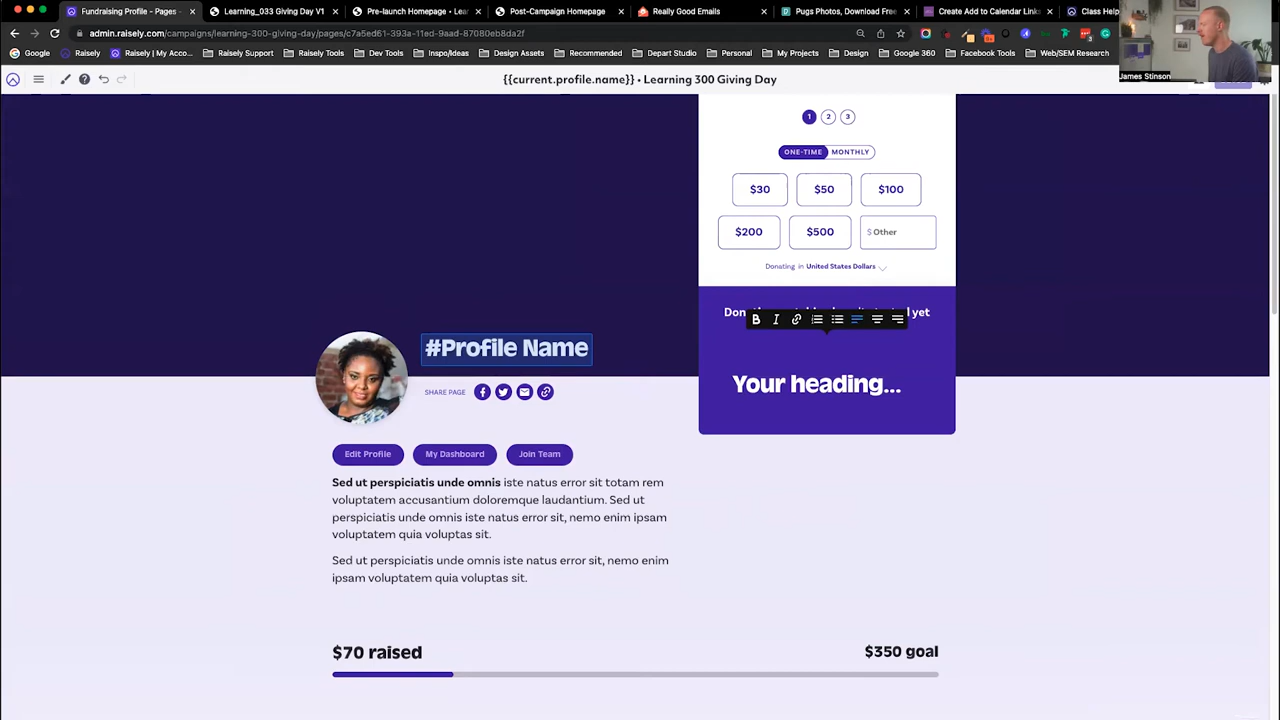 Fundraising Profile - Pages -
Learning_033 Giving Day V1
Pre-launch Homepage • Lear
Post-Campaign Homepage
Really Good Emails
Pugs Photos, Download Free
Create Add to Calendar Links
Class Help
admin.raisely.com/campaigns/learning-300-giving-day/pages/c7a5ed61-393a-11ed-9aad-87080eb8da2f
Google
Raisely
Raisely | My Acco...
Raisely Support
Raisely Tools
Dev Tools
Inspo/Ideas
Design Assets
Recommended
Depart Studio
Personal
My Projects
Design
Google 360
Facebook Tools
Web/SEM Research
James Stinson
{{current.profile.name}} • Learning 300 Giving Day
1 2 3
ONE-TIME MONTHLY
$30 $50 $100
$200 $500 $ Other
Donating in United States Dollars
yet
#Profile Name
Your heading...
SHARE PAGE
Edit Profile My Dashboard Join Team
Sed ut perspiciatis unde omnis iste natus error sit totam rem
voluptatem accusantium doloremque laudantium. Sed ut
perspiciatis unde omnis iste natus error sit, nemo enim ipsam
voluptatem quia voluptas sit.
Sed ut perspiciatis unde omnis iste natus error sit, nemo enim
ipsam voluptatem quia voluptas sit.
$70 raised $350 goal